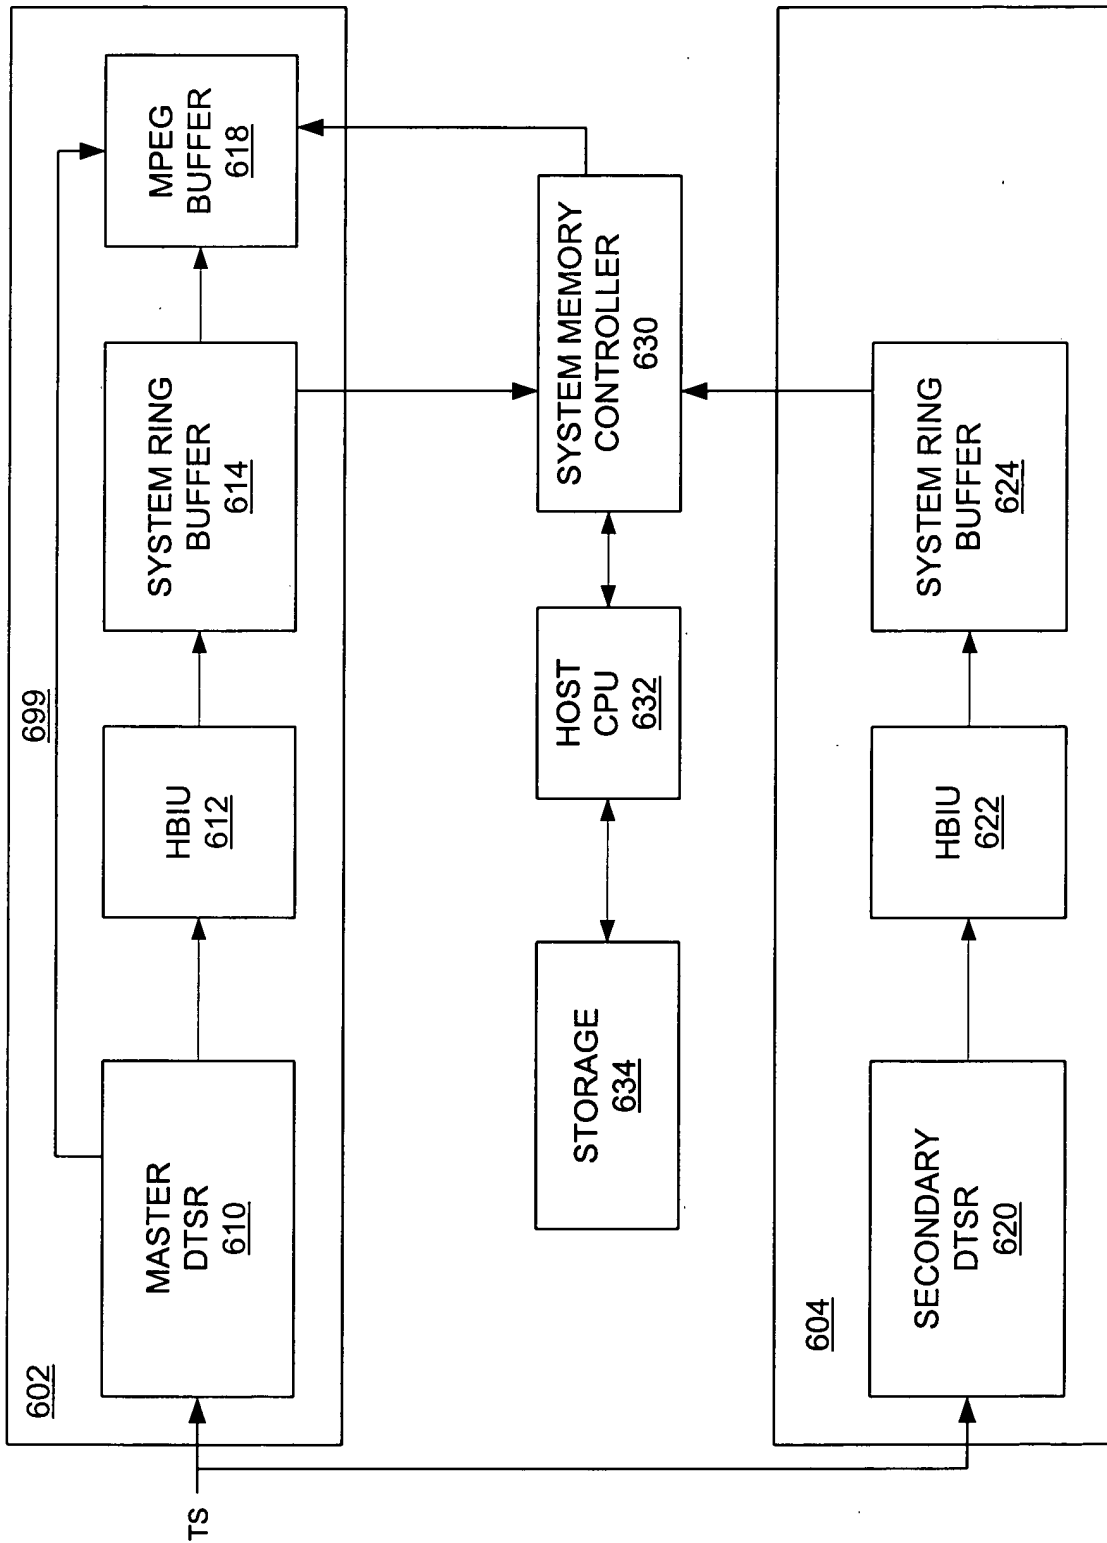 602
699
TS
MASTER
DTSR
610
HBIU
612
SYSTEM RING
BUFFER
614
MPEG
BUFFER
618
STORAGE
634
HOST
CPU
632
SYSTEM MEMORY
CONTROLLER
630
604
SECONDARY
DTSR
620
HBIU
622
SYSTEM RING
BUFFER
624